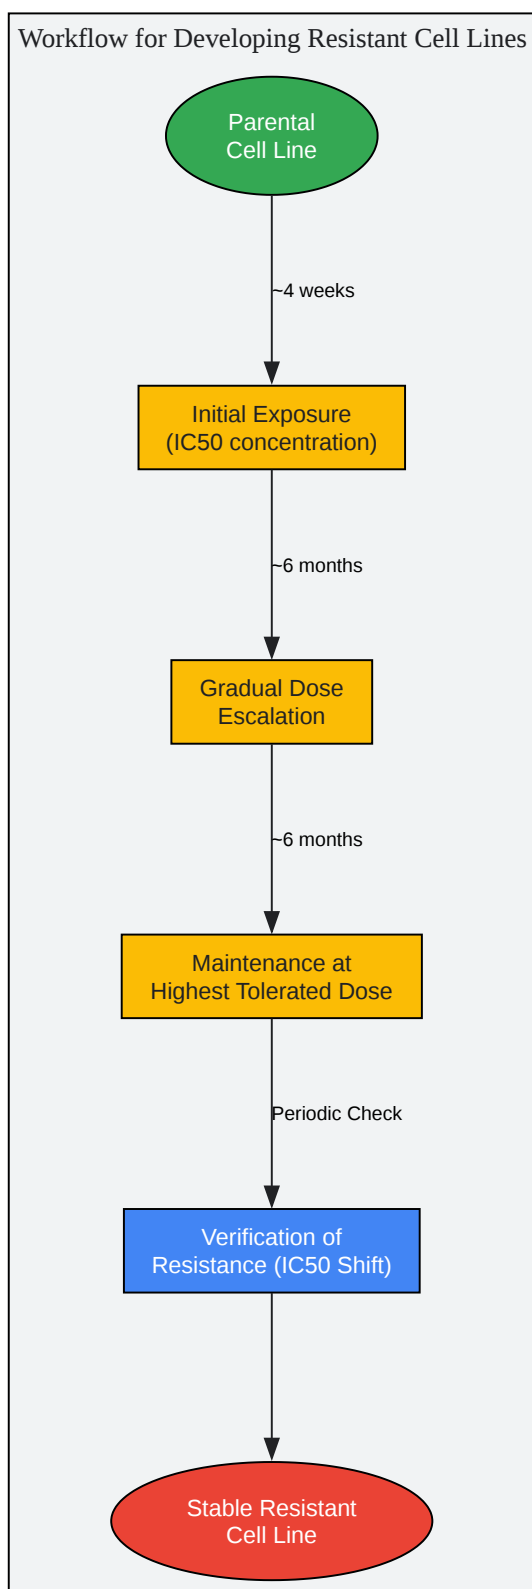 Workflow for Developing Resistant Cell Lines
Parental
Cell Line
~4 weeks
Initial Exposure
(IC50 concentration)
~6 months
Gradual Dose
Escalation
~6 months
Maintenance at
Highest Tolerated Dose
Periodic Check
Verification of
Resistance (IC50 Shift)
Stable Resistant
Cell Line